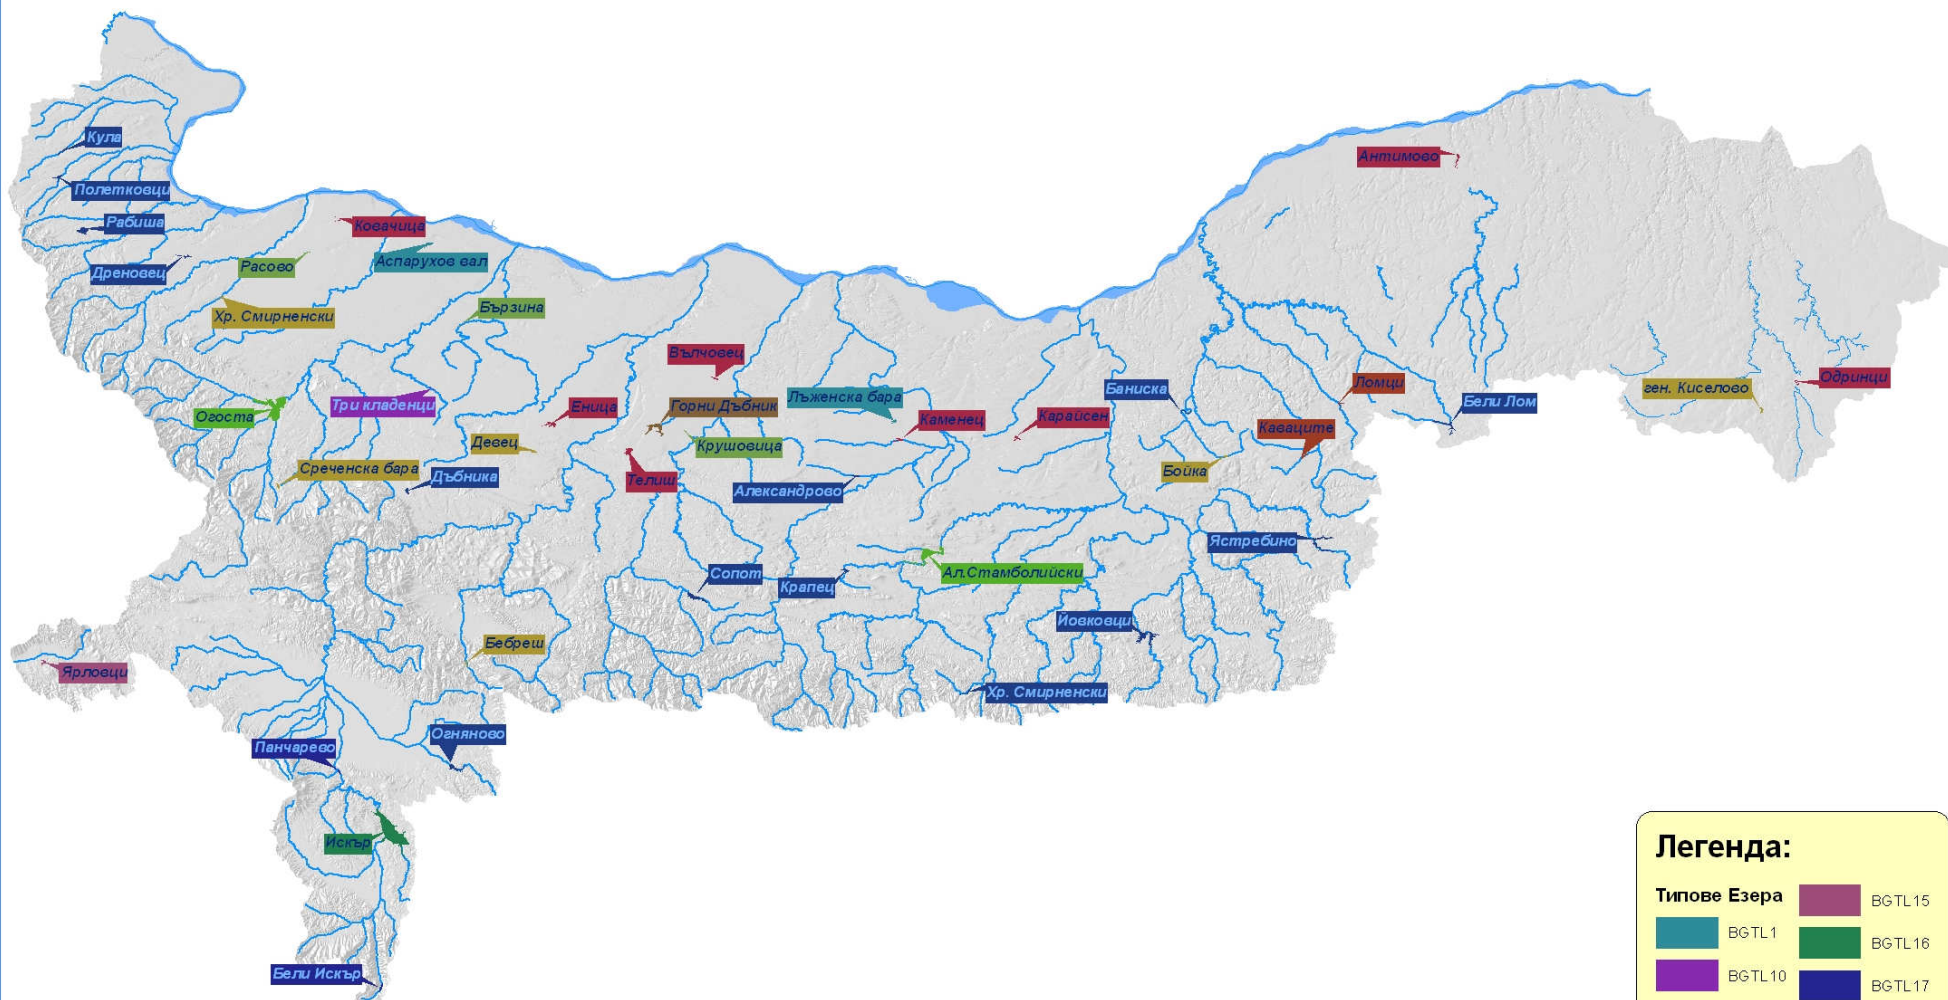 Кула
Антимово
Полетковци
Рабиша
Ковачица
Аспарухов вал
Расово
Дреновец
Бързина
Хр. Смирненски
Вълчовец
Одринци
Ломци
ген. Киселово
Баниска
Лъженска бара
Бели Лом
Три кладенци
Еница
Горни Дъбник
Огоста
Каменец
Карайсен
Каваците
Девец
Крушовица
Среченска бара
Бойка
Дъбника
Телиш
Александрово
Ястребино
Сопот
Ал.Стамболийски
Крапец
Йовковци
Бебреш
Ярловци
Хр. Смирненски
Огняново
Панчарево
Искър
Бели Искър
Легенда:
Типове Езера
BGTL15
BGTL1
BGTL16
BGTL10
BGTL17